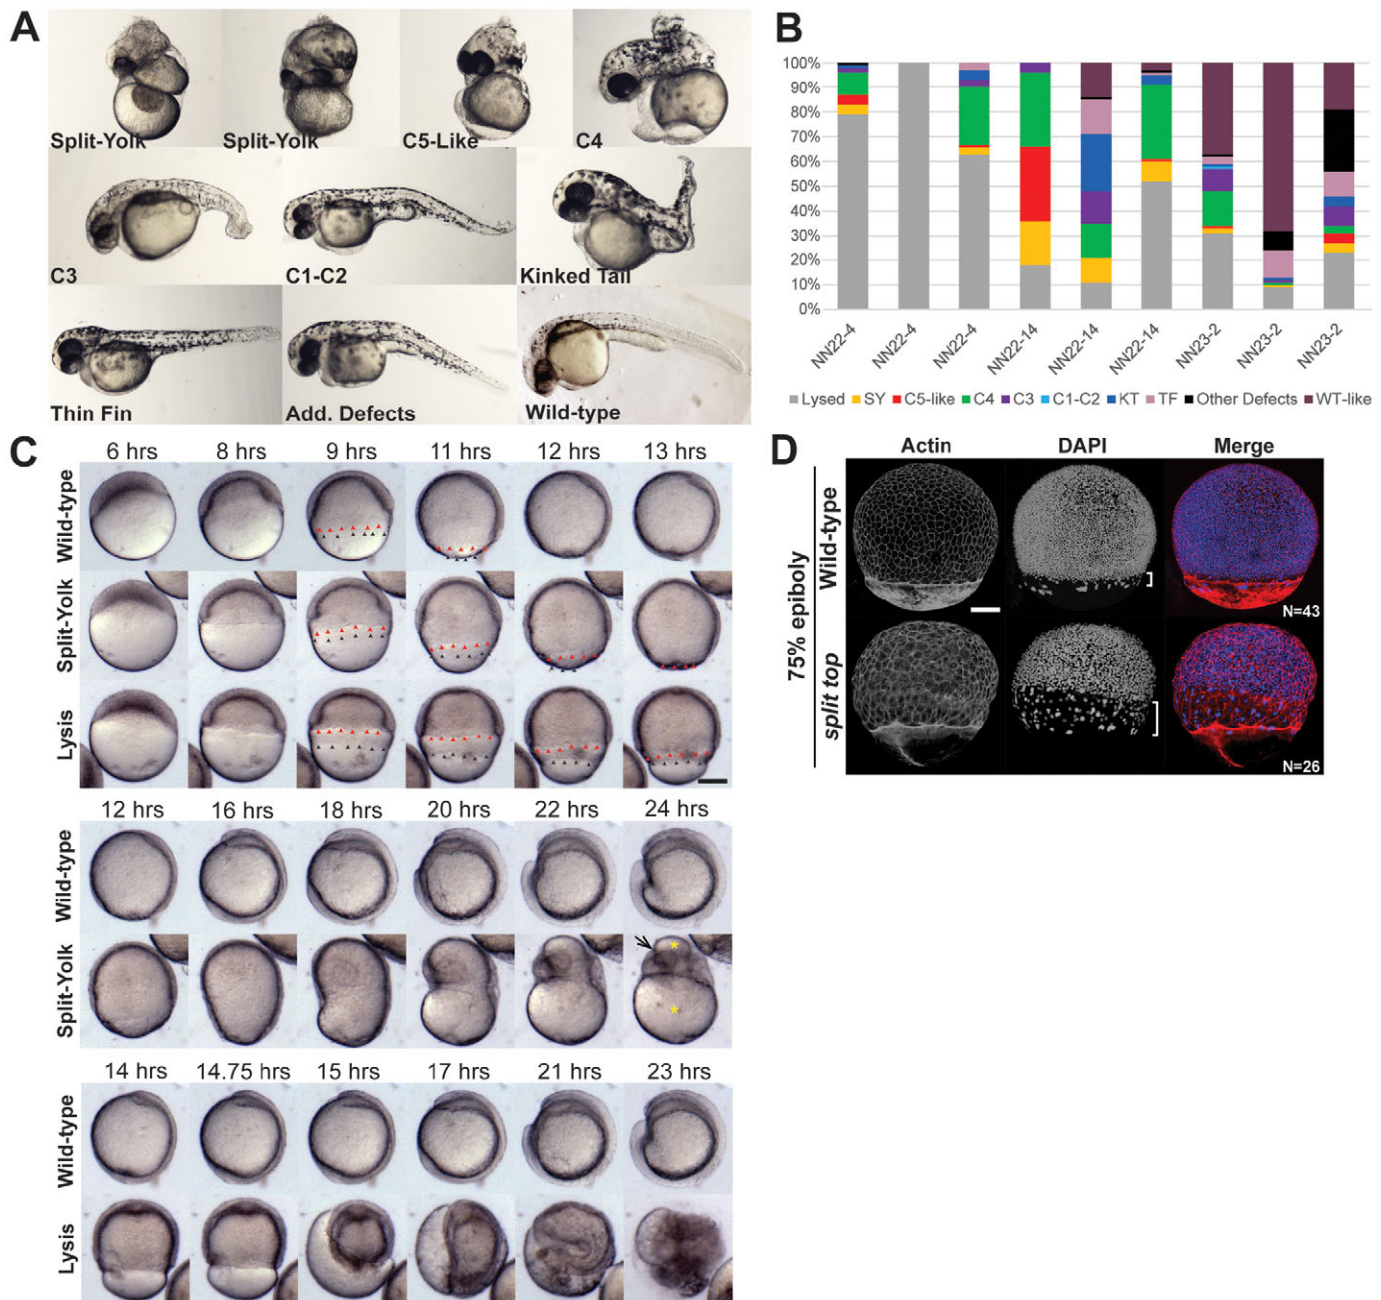 A
Split-Yolk
Split-Yolk
C5-Like
C4
C3
C1-C2
Kinked Tail
Thin Fin
Add. Defects
Wild-type
B
100%
90%
80%
70%
60%
50%
40%
30%
20%
10%
0%
NN22-4
NN22-4
NN22-4
NN22-14
NN22-14
NN22-14
NN23-2
NN23-2
NN23-2
Lysed SY C5-like C4 C3 C1-C2 KT TF Other Defects WT-like
C
6 hrs 8 hrs 9 hrs 11 hrs 12 hrs 13 hrs
Wild-type
Split-Yolk
Lysis
12 hrs 16 hrs 18 hrs 20 hrs 22 hrs 24 hrs
Wild-type
Split-Yolk
14 hrs 14.75 hrs 15 hrs 17 hrs 21 hrs 23 hrs
Wild-type
Lysis
D
Actin DAPI Merge
75% epiboly
Wild-type
N=43
split top
N=26